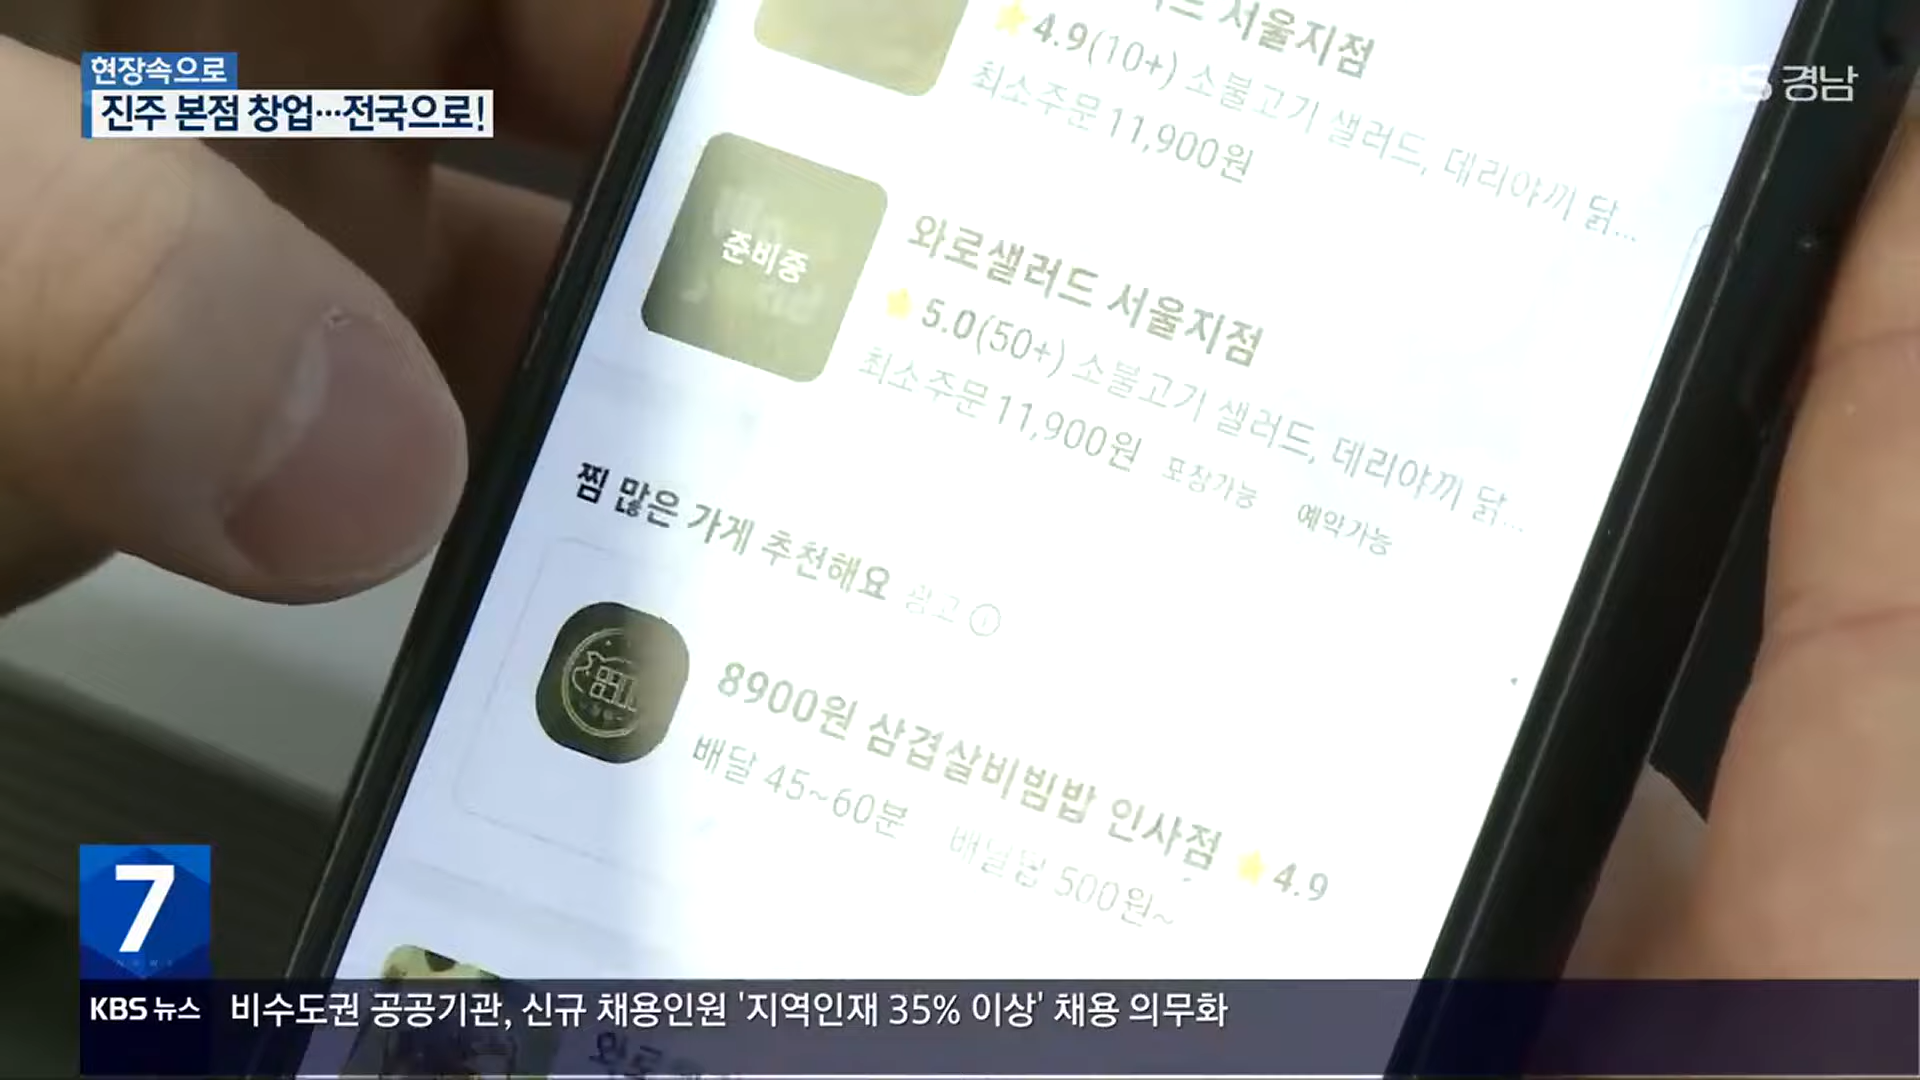 현장속으로
진주 본점 창업…전국으로!
KBS 경남
서울지점
4.9(10+) 소불고기 샐러드, 데리야끼 닭...
최소주문 11,900원
준비중
와로샐러드 서울지점
5.0(50+) 소불고기 샐러드, 데리야끼 닭...
최소주문 11,900원 포장가능 예약가능
찜 많은 가게 추천해요 광고
8900원 삼겹살비빔밥 인사점 4.9
배달 45~60분 배달팁 500원~
7
NEWS
KBS 뉴스 비수도권 공공기관, 신규 채용인원 '지역인재 35% 이상' 채용 의무화
와로